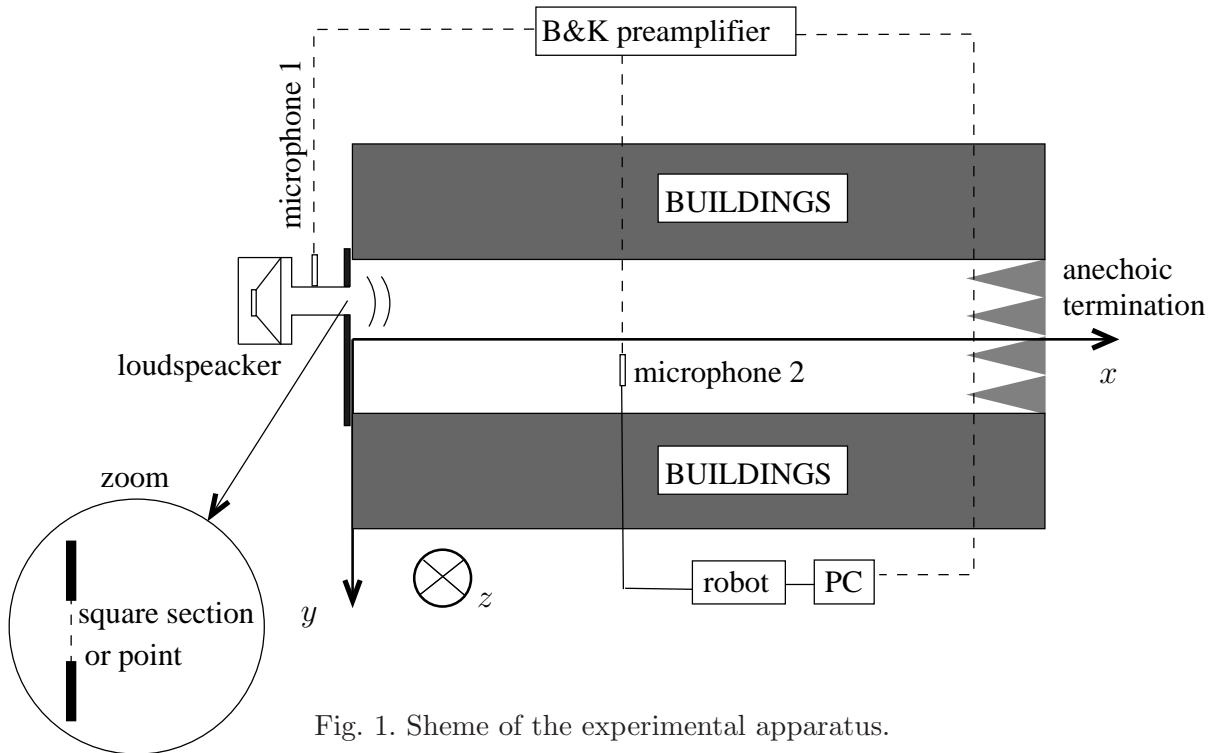 B&K preamplifier
microphone 1
BUILDINGS
anechoic
termination
loudspeacker
microphone 2
x
zoom
BUILDINGS
square section
or point
y
z
robot
PC
Fig. 1. Sheme of the experimental apparatus.